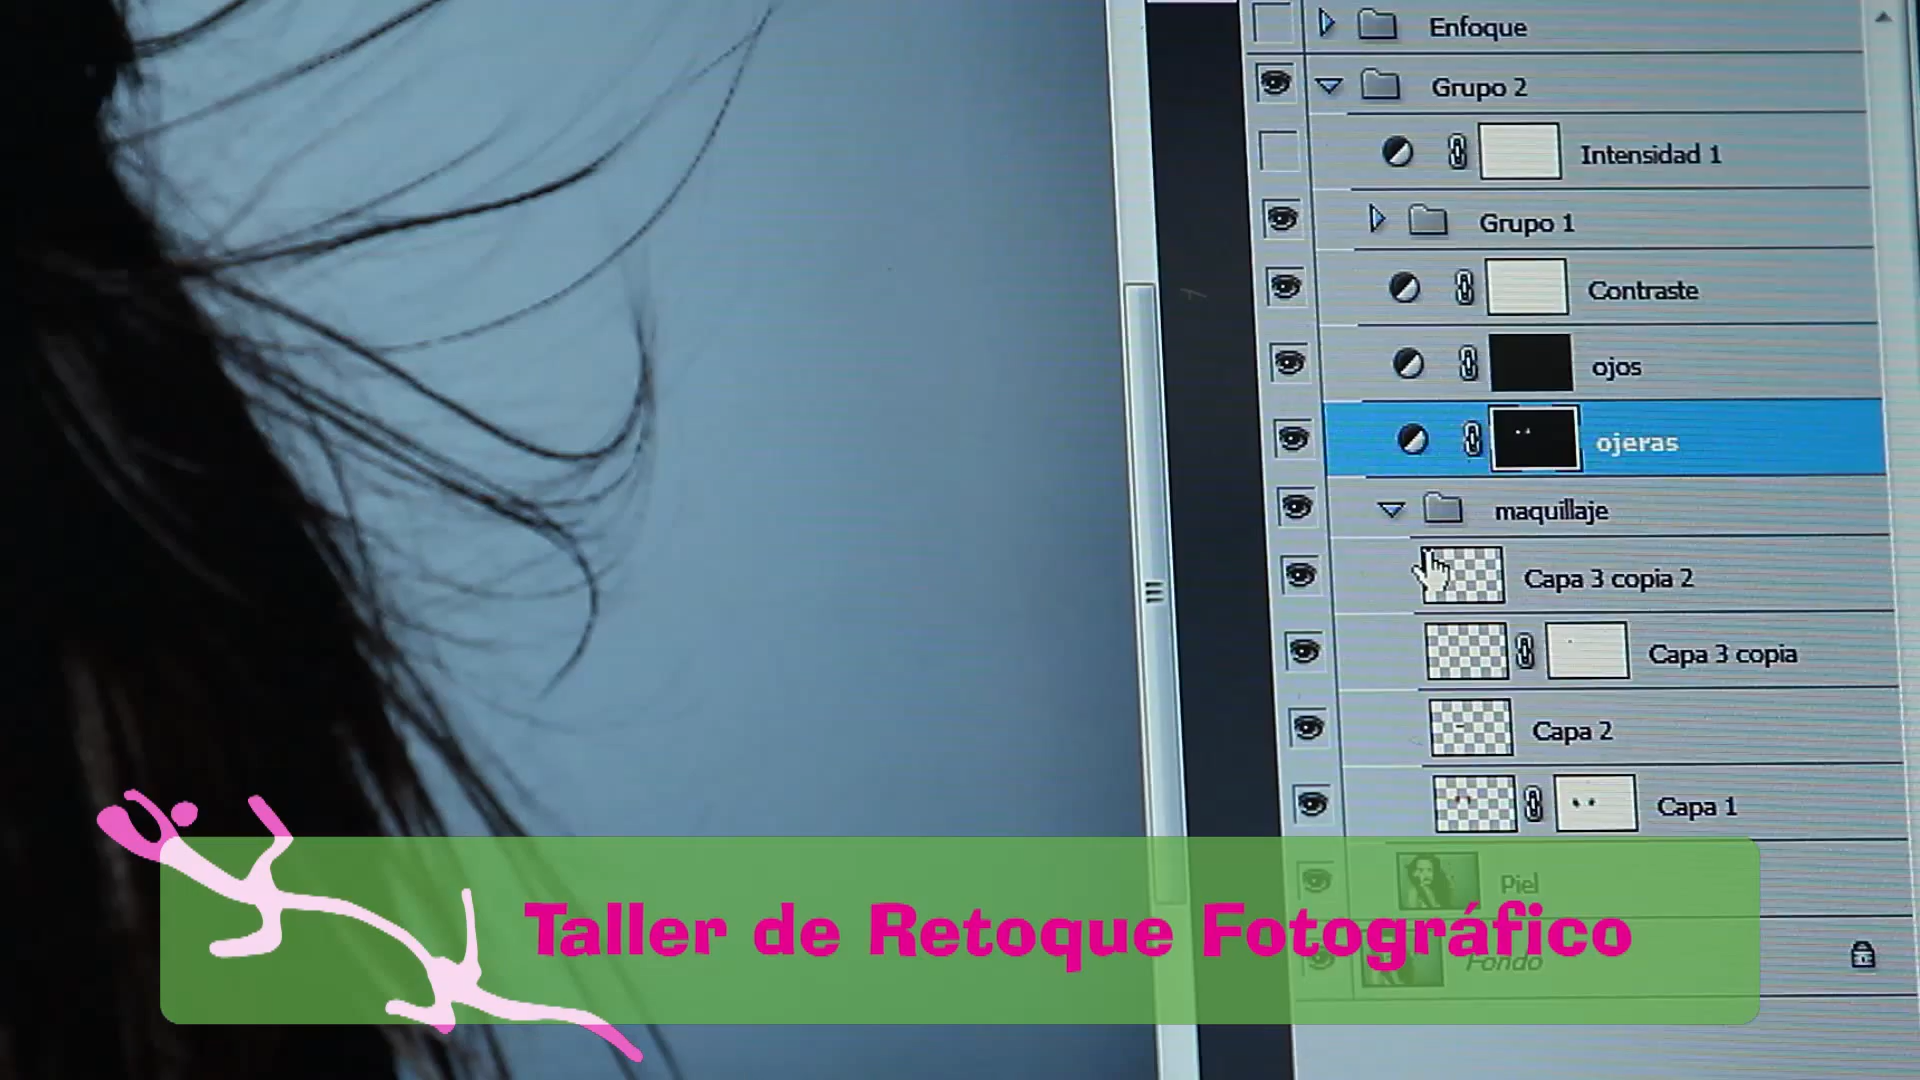 Enfoque
Grupo 2
Intensidad 1
Grupo 1
Contraste
ojos
ojeras
maquillaje
Capa 3 copia 2
Capa 3 copia
Capa 2
Capa 1
Piel
Fondo
Taller de Retoque Fotográfico